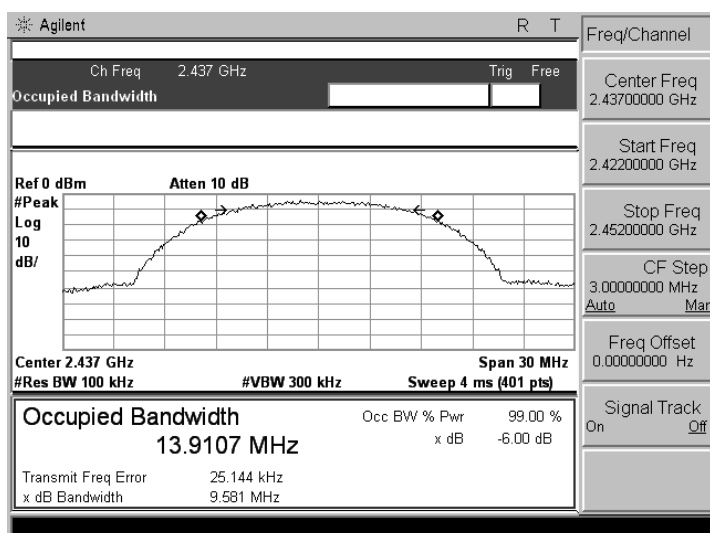 Agilent R T
Ch Freq 2.437 GHz Trig Free
Occupied Bandwidth
Ref 0 dBm Atten 10 dB
#Peak
Log
10
dB/
Center 2.437 GHz Span 30 MHz
#Res BW 100 kHz #VBW 300 kHz Sweep 4 ms (401 pts)
Occupied Bandwidth Occ BW % Pwr 99.00 %
13.9107 MHz x dB -6.00 dB
Transmit Freq Error 25.144 kHz
x dB Bandwidth 9.581 MHz
Freq/Channel
Center Freq
2.43700000 GHz
Start Freq
2.42200000 GHz
Stop Freq
2.45200000 GHz
CF Step
3.00000000 MHz
Auto Mar
Freq Offset
0.00000000 Hz
Signal Track
On Off